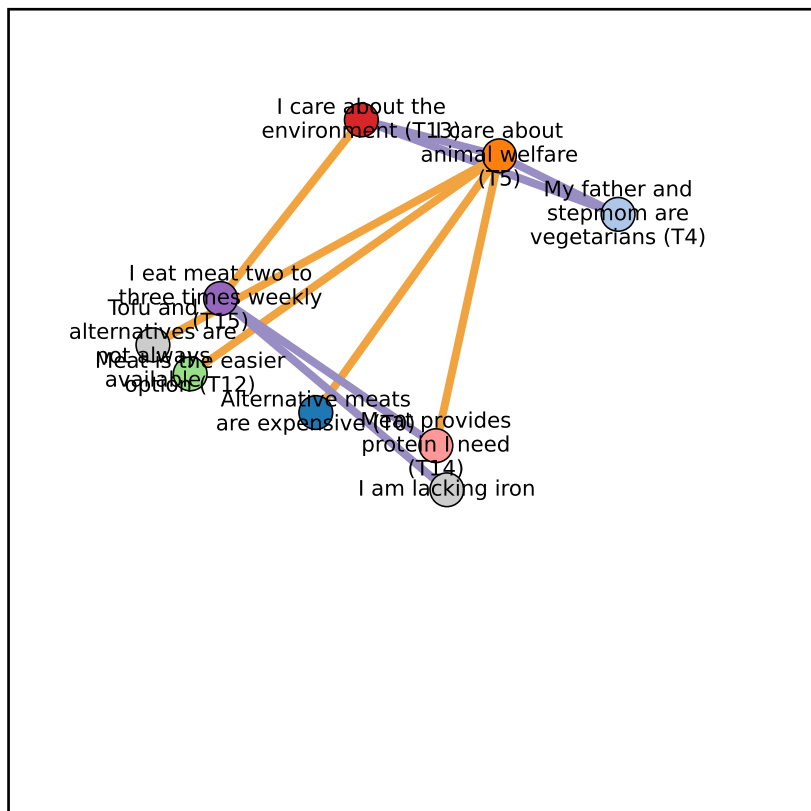 I care about the
environment (T13)
I care about
animal welfare
(T5)
My father and
stepmom are
vegetarians (T4)
I eat meat two to
three times weekly
(T15)
Tofu and
alternatives are
not always
available
Meat is the easier
option (T12)
Alternative meats
are expensive (T0)
Meat provides
protein I need
(T14)
I am lacking iron